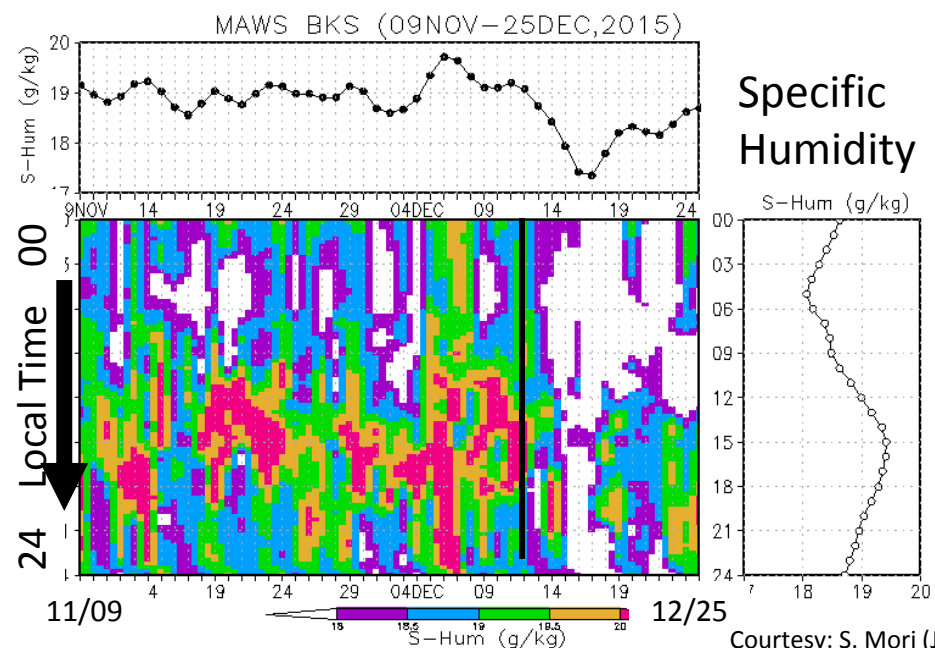 MAWS BKS (09NOV-25DEC,2015)
S-Hum (g/kg)
20
19
18
17
Specific
Humidity
9NOV 14 19 24 29 04DEC 09 14 19 24
S-Hum (g/kg)
00
03
06
09
12
15
18
21
24
7 18 19 20
24 Local Time 00
4 19 24 29 04DEC 09 14 19
11/09
12/25
18 18.5 19 19.5 20
S-Hum (g/kg)
Courtesy: S. Mori (J